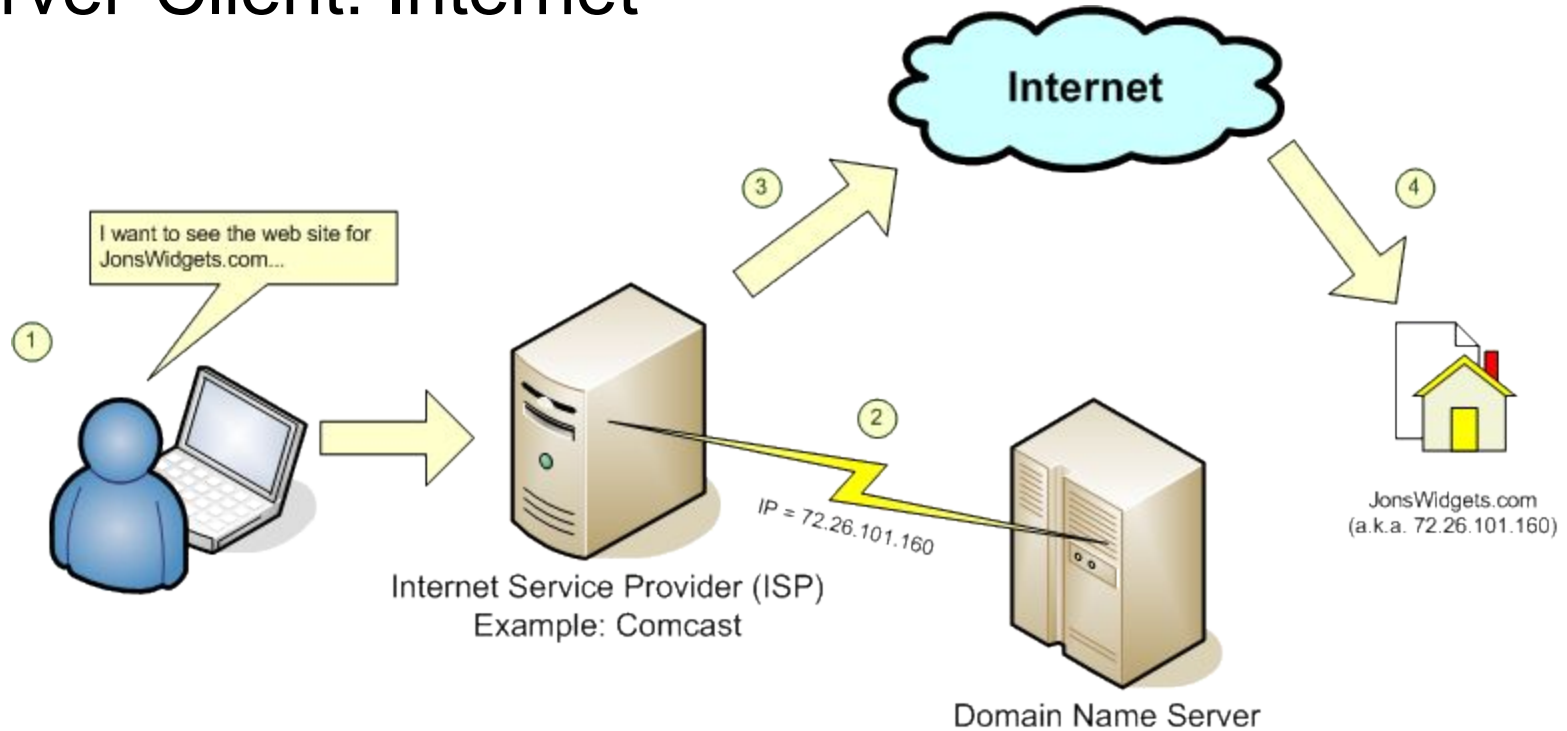 Client: Internet
Internet
3
4
I want to see the web site for
JonsWidgets.com...
1
2
IP = 72.26.101.160
JonsWidgets.com
(a.k.a. 72.26.101.160)
Internet Service Provider (ISP)
Example: Comcast
Domain Name Server